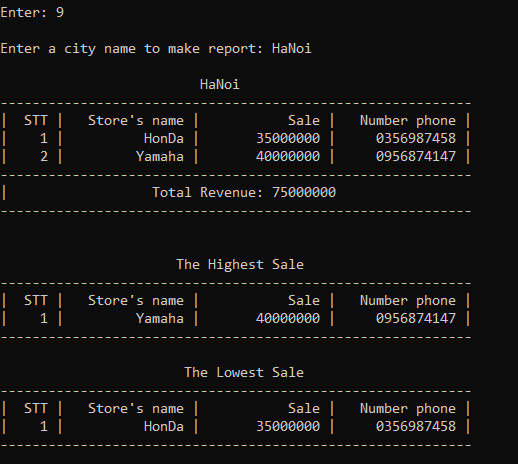 Enter: 9
Enter a city name to make report: HaNoi
HaNoi
-----------------------------------------------------------
|  STT |   Store's name |           Sale |   Number phone |
|    1 |          HonDa |       35000000 |     0356987458 |
|    2 |         Yamaha |       40000000 |     0956874147 |
-----------------------------------------------------------
|                  Total Revenue: 75000000
-----------------------------------------------------------
The Highest Sale
-----------------------------------------------------------
|  STT |   Store's name |           Sale |   Number phone |
|    1 |         Yamaha |       40000000 |     0956874147 |
-----------------------------------------------------------
The Lowest Sale
-----------------------------------------------------------
|  STT |   Store's name |           Sale |   Number phone |
|    1 |          HonDa |       35000000 |     0356987458 |
-----------------------------------------------------------